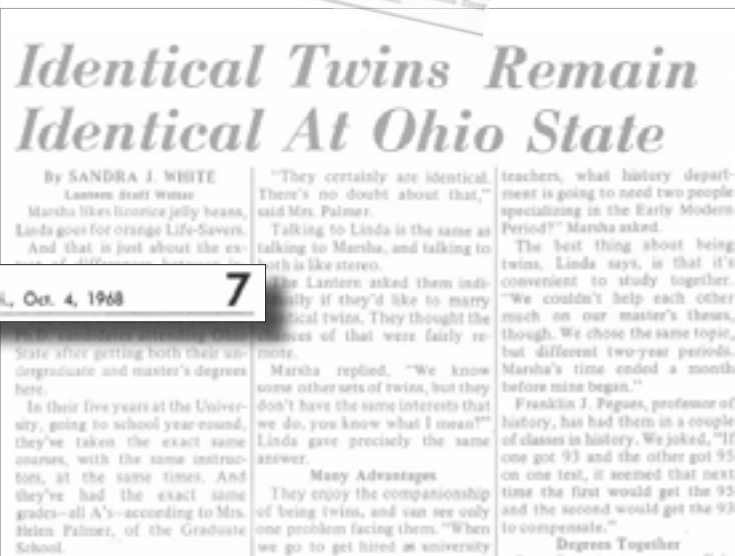 Identical Twins Remain
Identical At Ohio State
By SANDRA J. WHITE
Lantern Staff Writer
Marsha likes licorice jelly beans,
Linda goes for orange Life-Savers.
And that is just about the ex-
i., Oct. 4, 1968 7
Ph.D. candidates attending Ohio
State after getting both their un-
dergraduate and master's degrees
here.
In their five years at the Univer-
sity, going to school year-round,
they've taken the exact same
courses, with the same instruc-
tors, at the same times. And
they've had the exact same
grades—all A's—according to Mrs.
Helen Palmer, of the Graduate
School.
"They certainly are identical.
There's no doubt about that,"
said Mrs. Palmer.
Talking to Linda is the same as
talking to Marsha, and talking to
both is like stereo.
The Lantern asked them indi-
ally if they'd like to marry
ntical twins. They thought the
chances of that were fairly re-
mote.
Marsha replied, "We know
some other sets of twins, but they
don't have the same interests that
we do, you know what I mean?"
Linda gave precisely the same
answer.
Many Advantages
They enjoy the companionship
of being twins, and can see only
one problem facing them. "When
we go to get hired as university
teachers, what history depart-
ment is going to need two people
specializing in the Early Modern
Period?" Marsha asked.
The best thing about being
twins, Linda says, is that it's
convenient to study together.
"We couldn't help each other
much on our master's theses,
though. We chose the same topic,
but different two-year periods.
Marsha's time ended a month
before mine began."
Franklin J. Pegues, professor of
history, has had them in a couple
of classes in history. We joked, "If
one got 93 and the other got 95
on one test, it seemed that next
time the first would get the 95
and the second would get the 93
to compensate."
Degrees Together